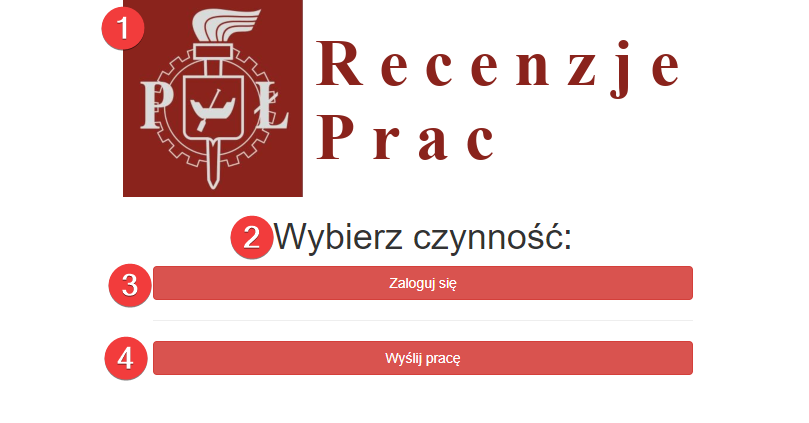 1
P Ł
Recenzje
Prac
2 Wybierz czynność:
3 Zaloguj się
4 Wyślij pracę